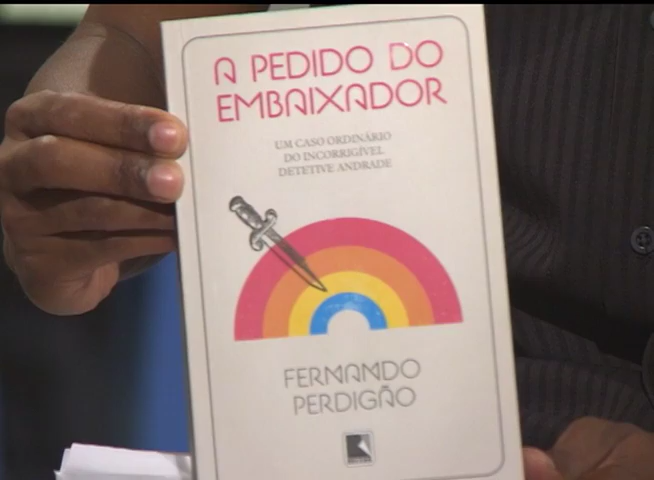 A PEDIDO DO
EMBAIXADOR
UM CASO ORDINÁRIO
DO INCORRIGÍVEL
DETETIVE ANDRADE
FERNANDO
PERDIGÃO